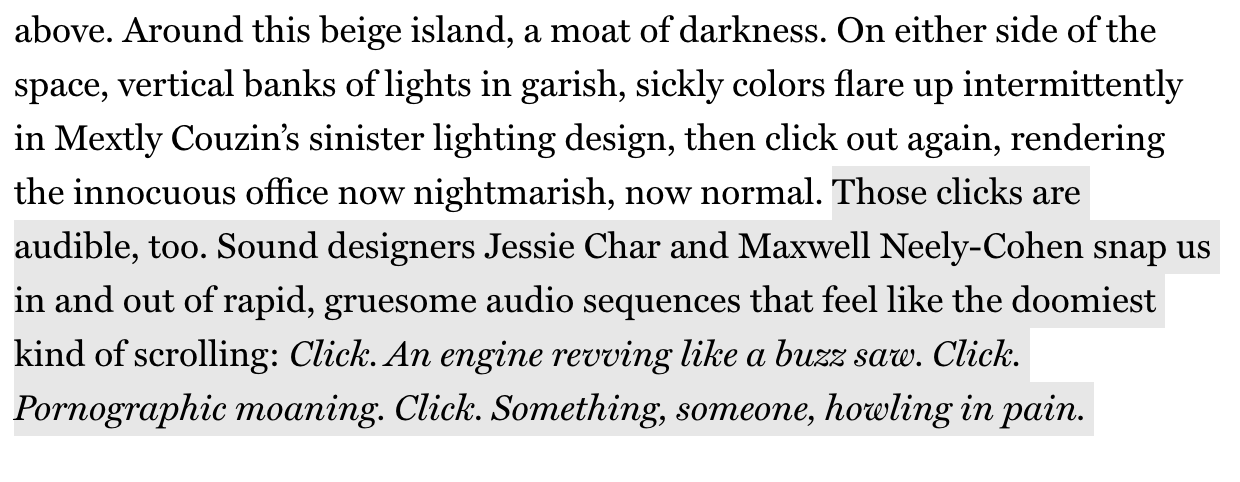 above. Around this beige island, a moat of darkness. On either side of the
space, vertical banks of lights in garish, sickly colors flare up intermittently
in Mextly Couzin’s sinister lighting design, then click out again, rendering
the innocuous office now nightmarish, now normal. Those clicks are
audible, too. Sound designers Jessie Char and Maxwell Neely-Cohen snap us
in and out of rapid, gruesome audio sequences that feel like the doomiest
kind of scrolling: Click. An engine revving like a buzz saw. Click.
Pornographic moaning. Click. Something, someone, howling in pain.